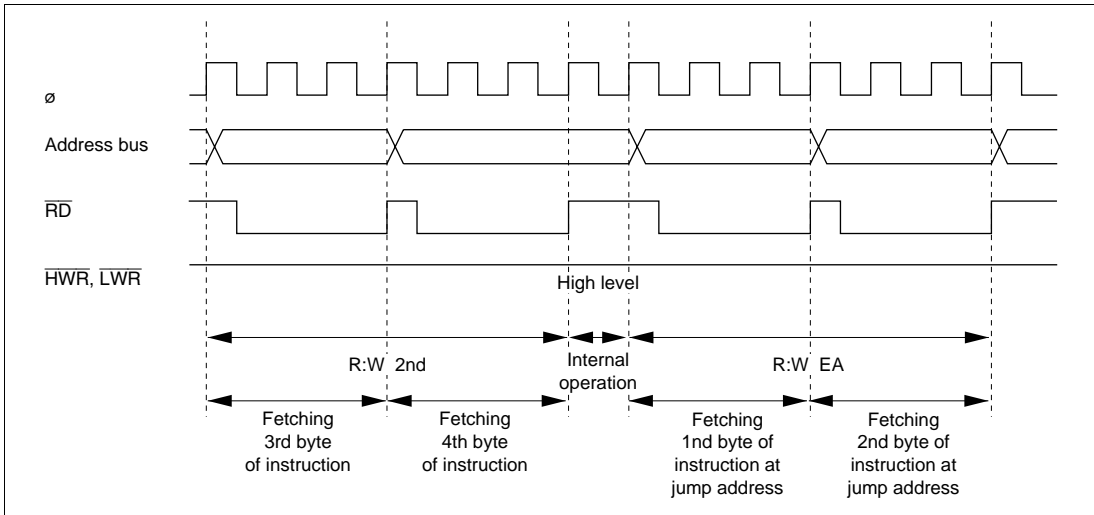 ø
Address bus
RD
HWR, LWR
High level
R:W 2nd
Internal
operation
R:W EA
Fetching
3rd byte
of instruction
Fetching
4th byte
of instruction
Fetching
1nd byte of
instruction at
jump address
Fetching
2nd byte of
instruction at
jump address